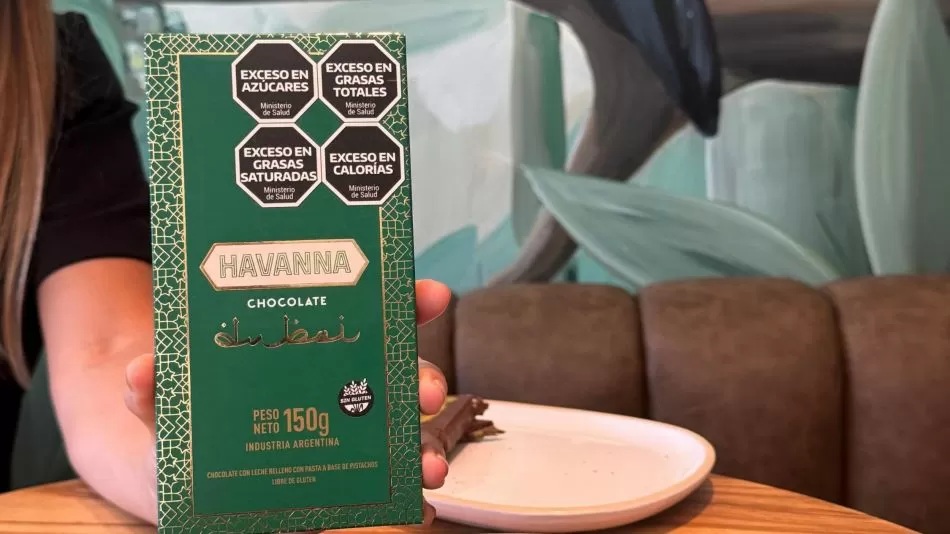 EXCESO EN
AZÚCARES
Ministerio
de Salud
EXCESO EN
GRASAS
TOTALES
Ministerio
de Salud
EXCESO EN
GRASAS
SATURADAS
Ministerio
de Salud
EXCESO EN
CALORÍAS
Ministerio
de Salud
HAVANNA
CHOCOLATE
dubai
SIN GLUTEN
PESO
NETO 150g
INDUSTRIA ARGENTINA
CHOCOLATE CON LECHE RELLENO CON PASTA A BASE DE PISTACHOS
LIBRE DE GLUTEN